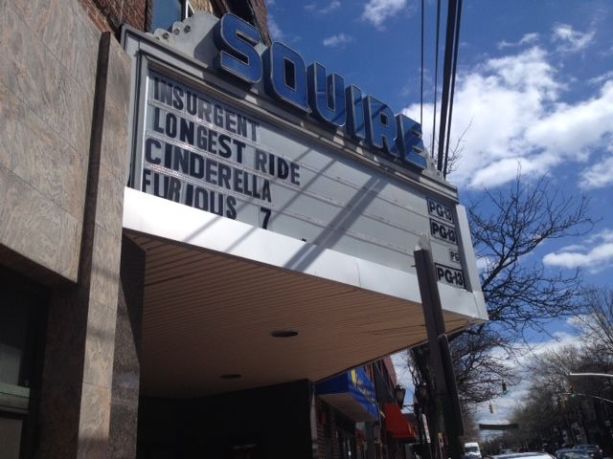 SQUIRE
INSURGENT PG-13
LONGEST RIDE PG-13
CINDERELLA PG
FURIOUS 7 PG-13